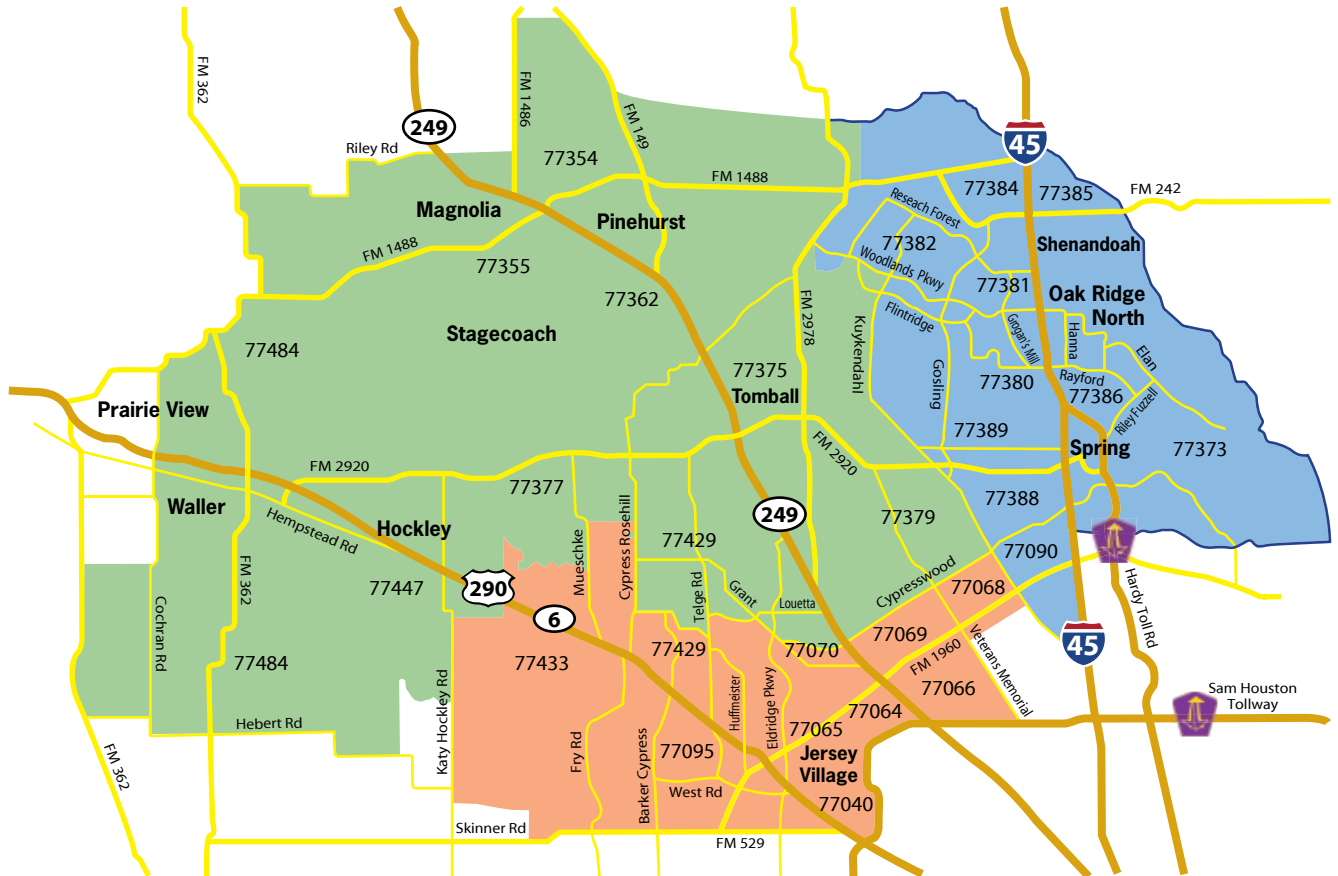 FM 362
249
FM 1486
FM 149
45
Riley Rd
77354
FM 1488
77384
77385
FM 242
Magnolia
Pinehurst
Reseach Forest
77382
Shenandoah
FM 1488
77355
77362
Woodlands Pkwy
77381
Oak Ridge
North
FM 2978
Kuykendahl
Flintridge
Grogan's Mill
Hanna
Elan
Stagecoach
77484
77375
Tomball
Gosling
77380
Rayford
77386
Riley Fuzzell
Prairie View
77389
Spring
77373
FM 2920
FM 2920
77377
Waller
Hempstead Rd
Hockley
Mueschke
Cypress Rosehill
77429
249
77379
77388
77090
FM 362
77447
290
6
Telge Rd
Grant
Louetta
Cypresswood
77068
Hardy Toll Rd
Cochran Rd
77484
77433
77429
77070
77069
FM 1960
Veterans Memorial
45
Katy Hockley Rd
Huffmeister
Eldridge Pkwy
77066
77064
77065
Sam Houston
Tollway
Hebert Rd
FM 362
Fry Rd
Barker Cypress
77095
Jersey
Village
West Rd
77040
Skinner Rd
FM 529